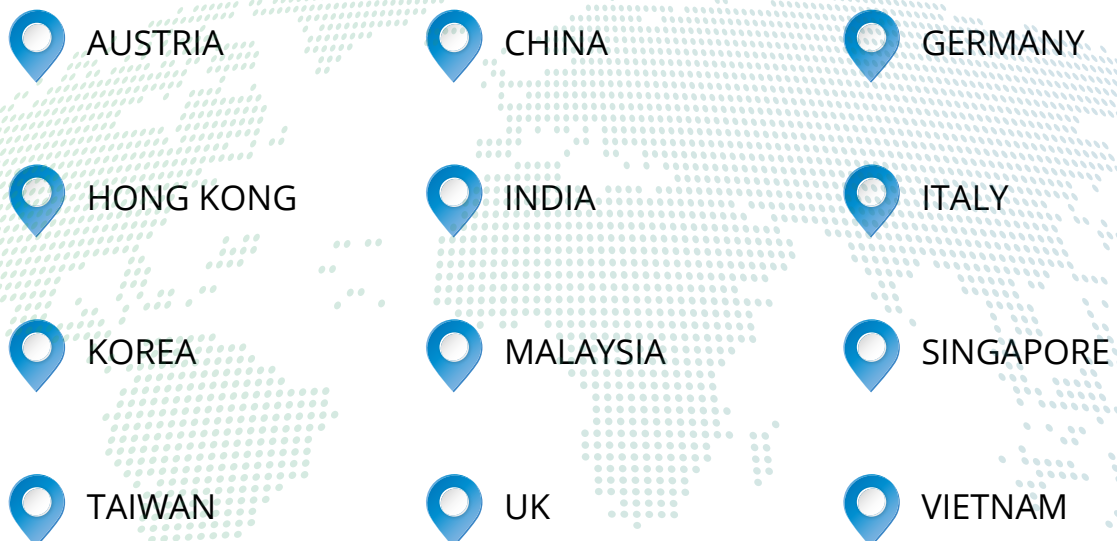 AUSTRIA
CHINA
GERMANY
HONG KONG
INDIA
ITALY
KOREA
MALAYSIA
SINGAPORE
TAIWAN
UK
VIETNAM